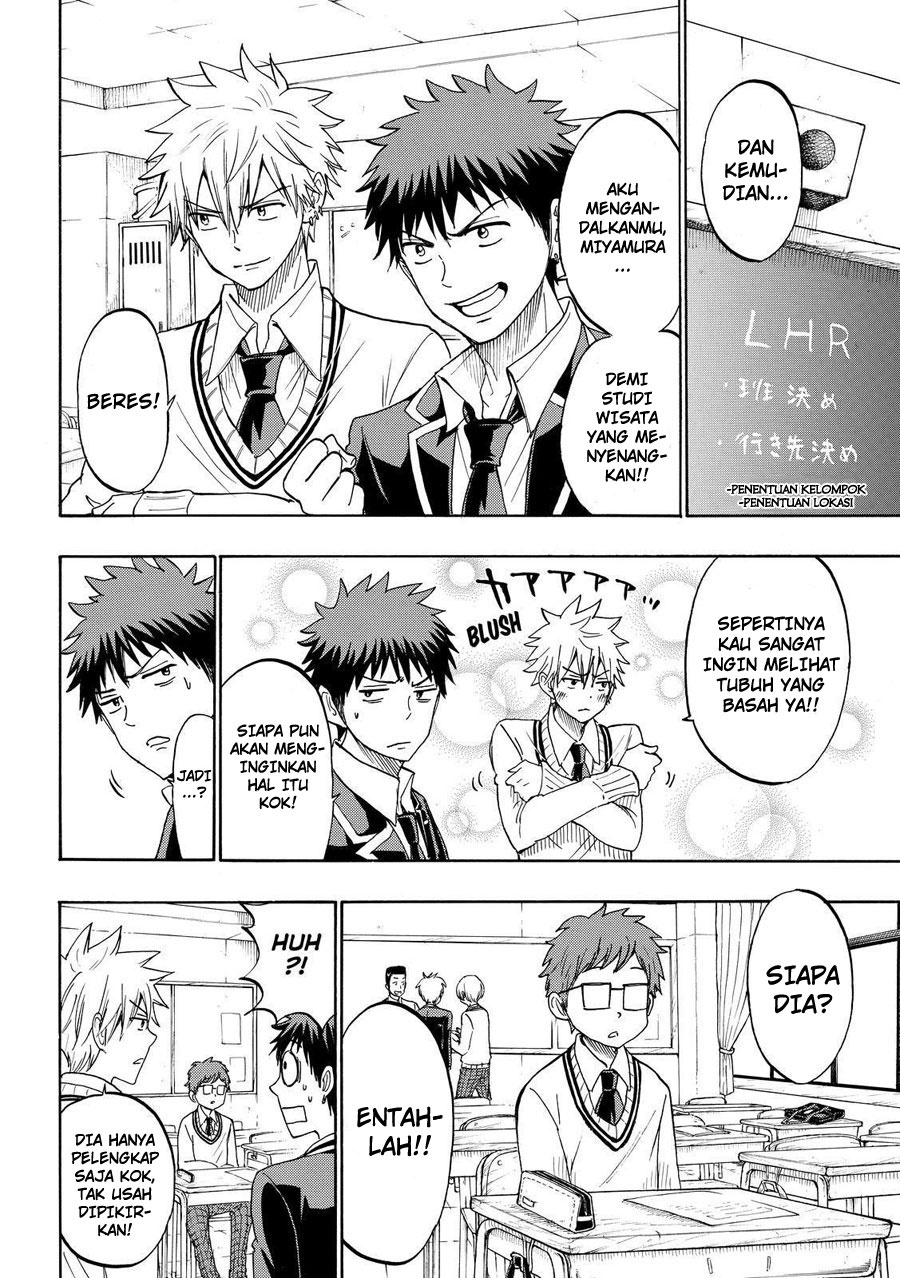 DAN
KEMU-
DIAN...
LHR
・班決め
・行き先決め
-PENENTUAN KELOMPOK
-PENENTUAN LOKASI
AKU
MENGAN-
DALKANMU,
MIYAMURA
...
DEMI
STUDI
WISATA
YANG ME-
NYENANG-
KAN!!
BERES!
SEPERTINYA
KAU SANGAT
INGIN MELIHAT
TUBUH YANG
BASAH YA!!
カアアアアッ
BLUSH
SIAPA PUN
AKAN MENG-
INGINKAN
HAL ITU
KOK!
JADI
...?
SIAPA
DIA?
ENTAH-
LAH!!
HUH
?!
DIA HANYA
PELENGKAP
SAJA KOK,
TAK USAH
DIPIKIR-
KAN!